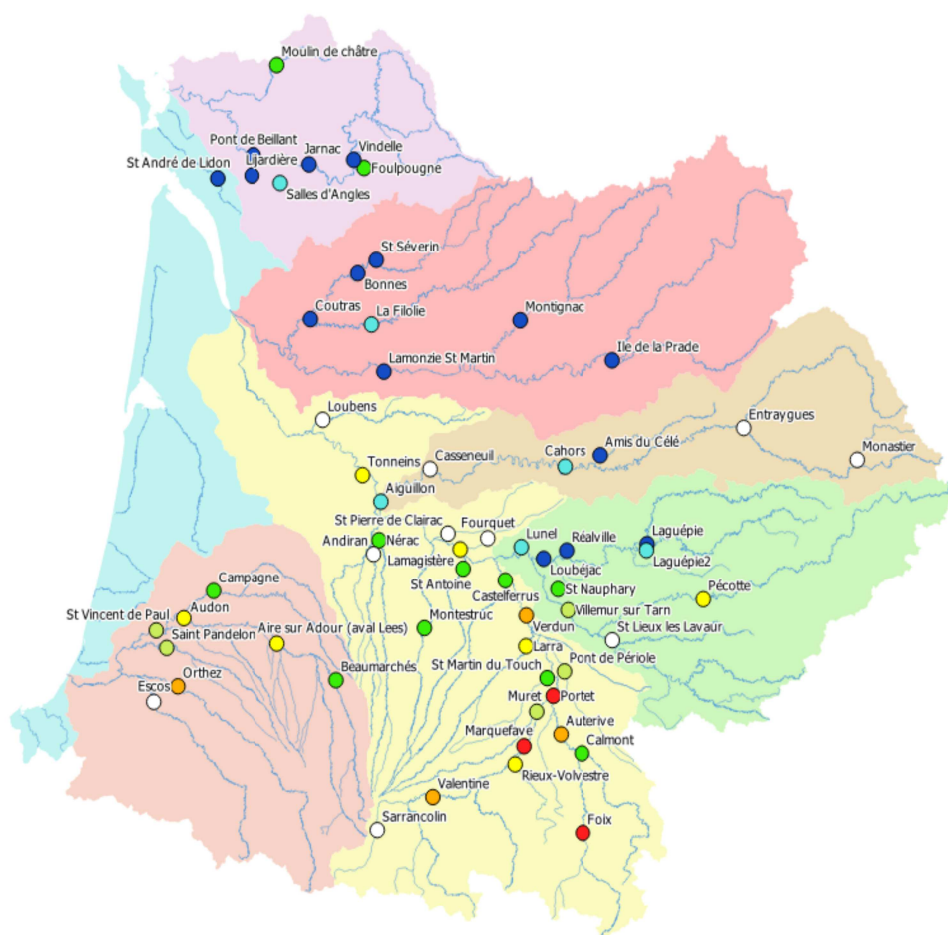 Moulin de châtre
Pont de Beillant
Vindelle
Jarnac
St André de Lidon
Lijardière
Foulpougne
Salles d'Angles
St Séverin
Bonnes
Coutras
La Filolie
Montignac
Lamonzie St Martin
Ile de la Prade
Loubens
Entraygues
Amis du Célé
Monastier
Cahors
Casseneuil
Tonneins
Aiguillon
St Pierre de Clairac
Fourquet
Andiran
Nérac
Lamagistère
Lunel
Réalville
Laguépie
Laguépie2
Loubéjac
St Antoine
Castelferrus
St Nauphary
Pécotte
Campagne
Audon
St Vincent de Paul
Saint Pandelon
Aire sur Adour (aval Lees)
Montestruc
Villemur sur Tarn
Verdun
St Lieux les Lavaur
Larra
Beaumarchés
St Martin du Touch
Pont de Périole
Orthez
Escos
Portet
Muret
Auterive
Marquefave
Calmont
Rieux-Volvestre
Valentine
Sarrancolin
Foix